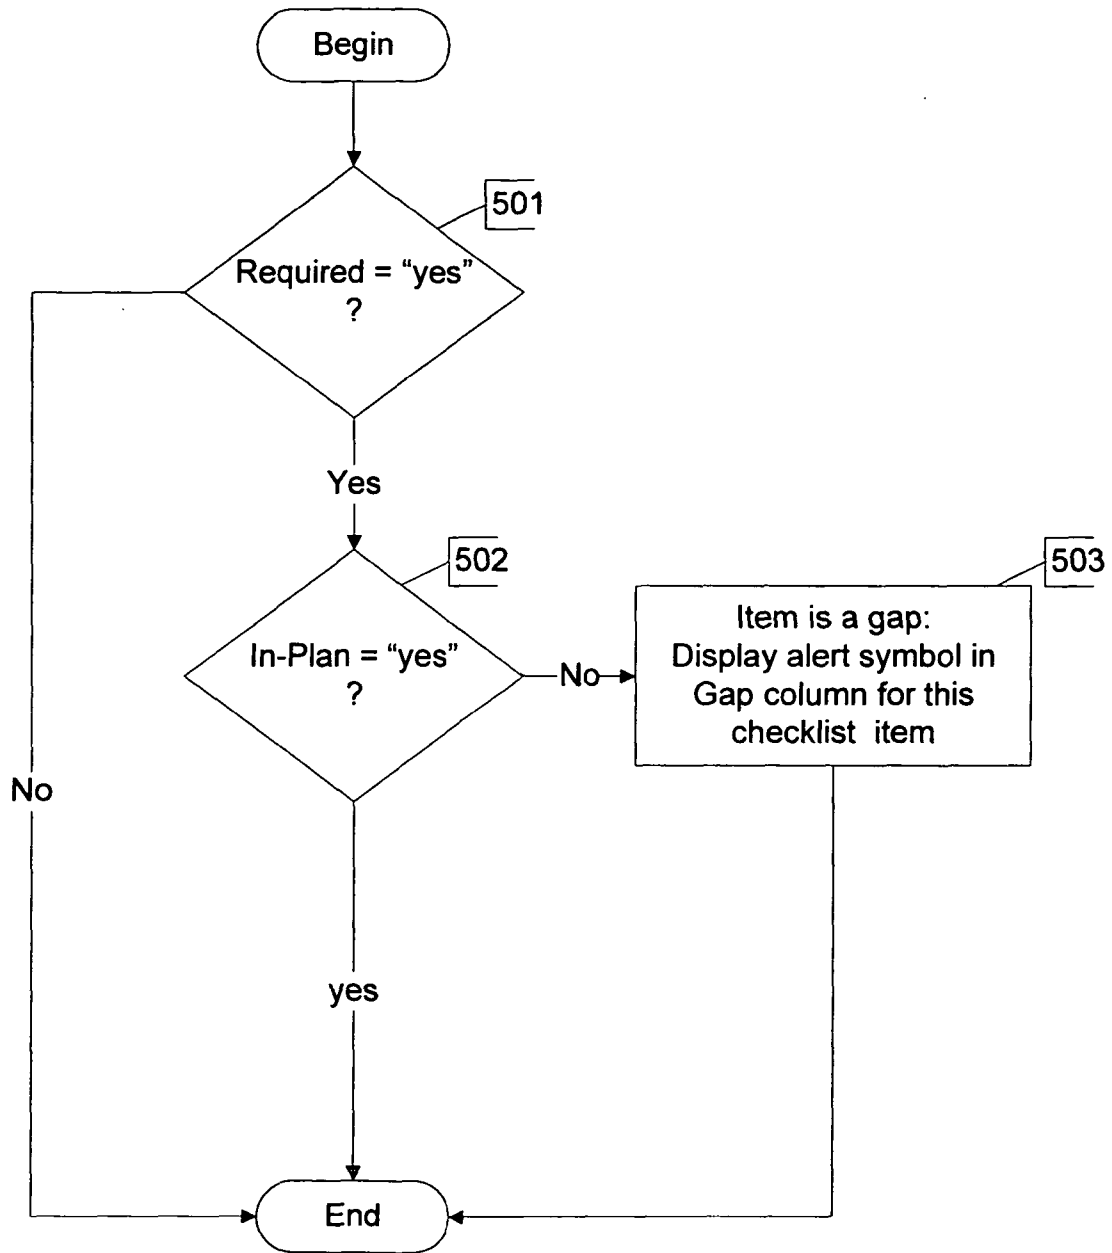 Begin
501
Required = “yes”
?
Yes
502
503
In-Plan = “yes”
?
No
Item is a gap:
Display alert symbol in
Gap column for this
checklist item
No
yes
End